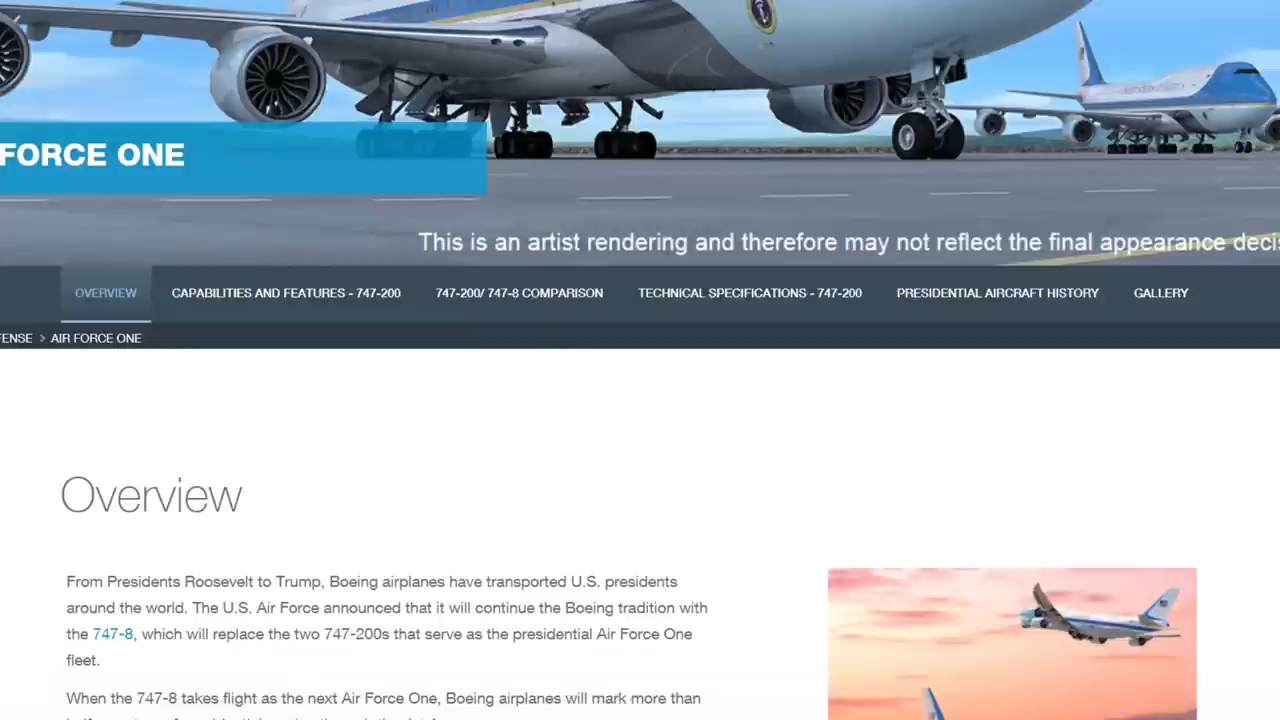 FORCE ONE
This is an artist rendering and therefore may not reflect the final appearance
OVERVIEW
CAPABILITIES AND FEATURES - 747-200
747-200/ 747-8 COMPARISON
TECHNICAL SPECIFICATIONS - 747-200
PRESIDENTIAL AIRCRAFT HISTORY
GALLERY
> AIR FORCE ONE
Overview
From Presidents Roosevelt to Trump, Boeing airplanes have transported U.S. presidents
around the world. The U.S. Air Force announced that it will continue the Boeing tradition with
the 747-8, which will replace the two 747-200s that serve as the presidential Air Force One
fleet.
When the 747-8 takes flight as the next Air Force One, Boeing airplanes will mark more than